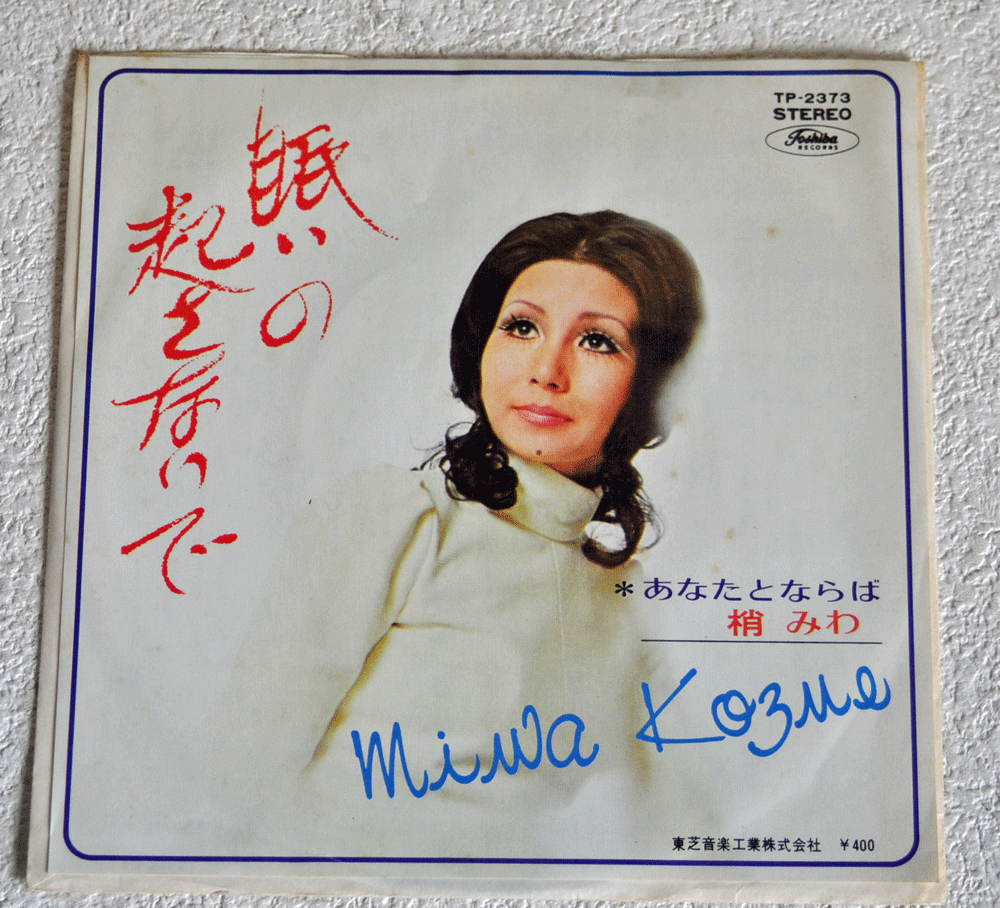 TP-2373
STEREO
Toshiba
RECORDS
眠いの
起さないで
*あなたとならば
梢 みわ
Miwa Kozue
東芝音楽工業株式会社 ¥400